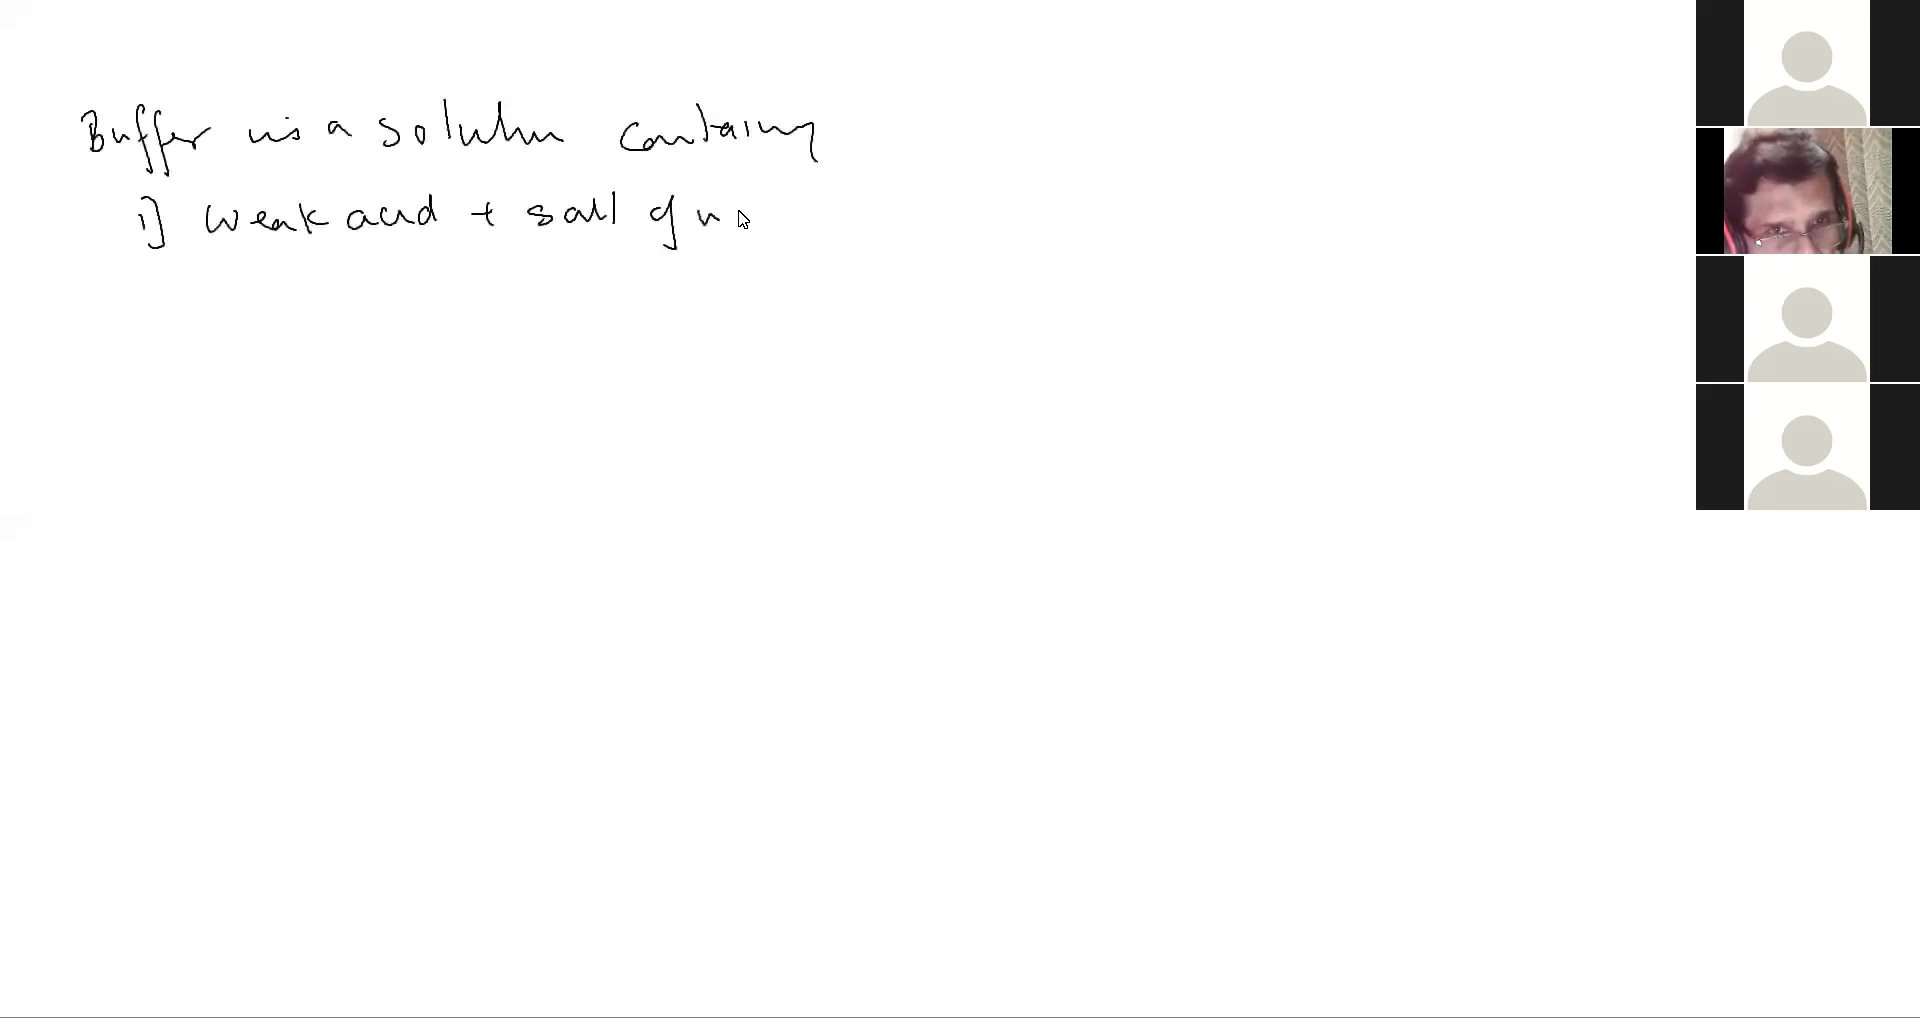 Buffer is a solution containing
1) weak acid + salt of w